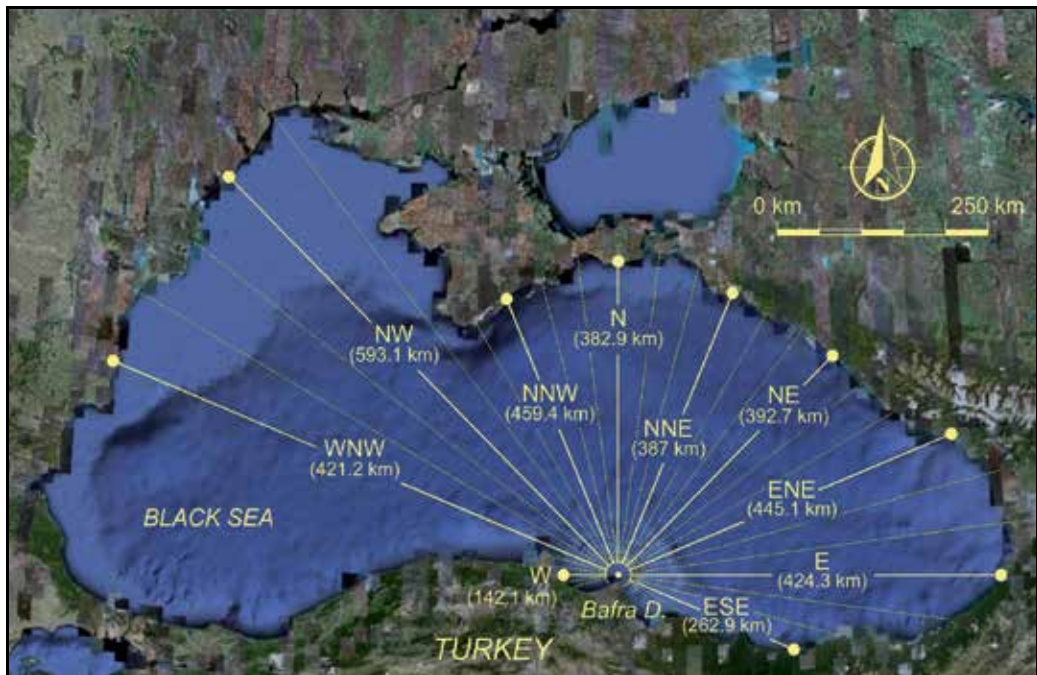 0 km 250 km
N
N
(382.9 km)
NW
(593.1 km)
NNW
(459.4 km)
NE
(392.7 km)
NNE
(387 km)
WNW
(421.2 km)
ENE
(445.1 km)
BLACK SEA
E
(424.3 km)
W
(142.1 km)
Bafra D.
ESE
(262.9 km)
TURKEY